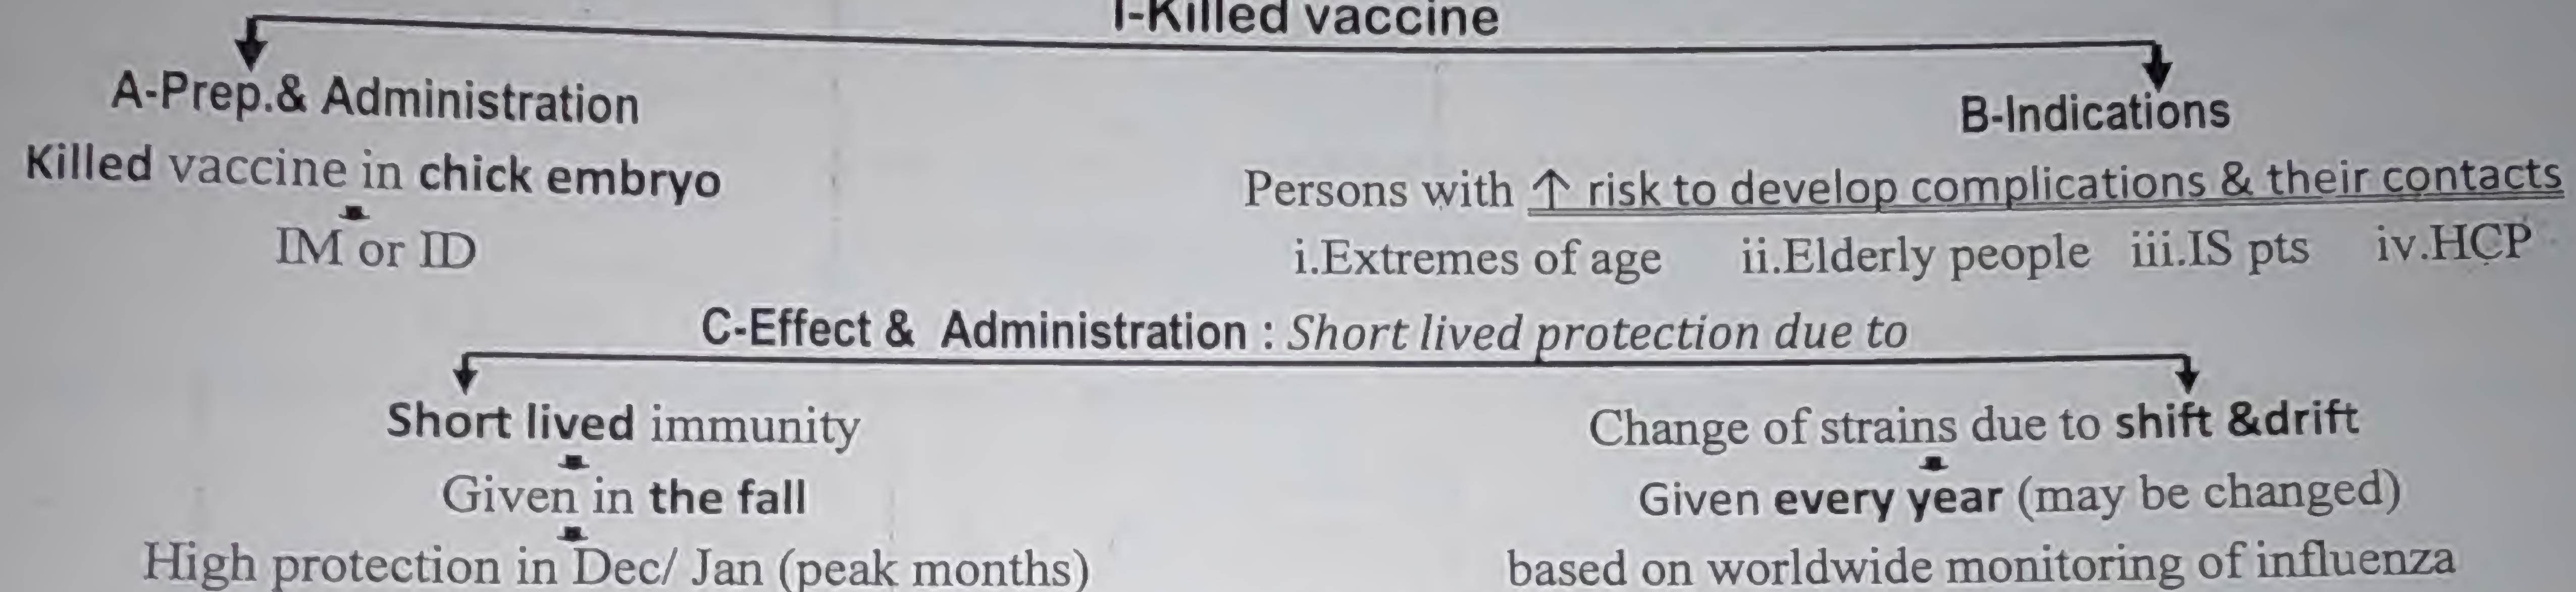 I-Killed vaccine
A-Prep.& Administration
B-Indications
Killed vaccine in chick embryo
Persons with ↑ risk to develop complications & their contacts
IM or ID
i.Extremes of age ii.Elderly people iii.IS pts iv.HCP
C-Effect & Administration : Short lived protection due to
Short lived immunity
Change of strains due to shift &drift
Given in the fall
Given every year (may be changed)
High protection in Dec/ Jan (peak months)
based on worldwide monitoring of influenza